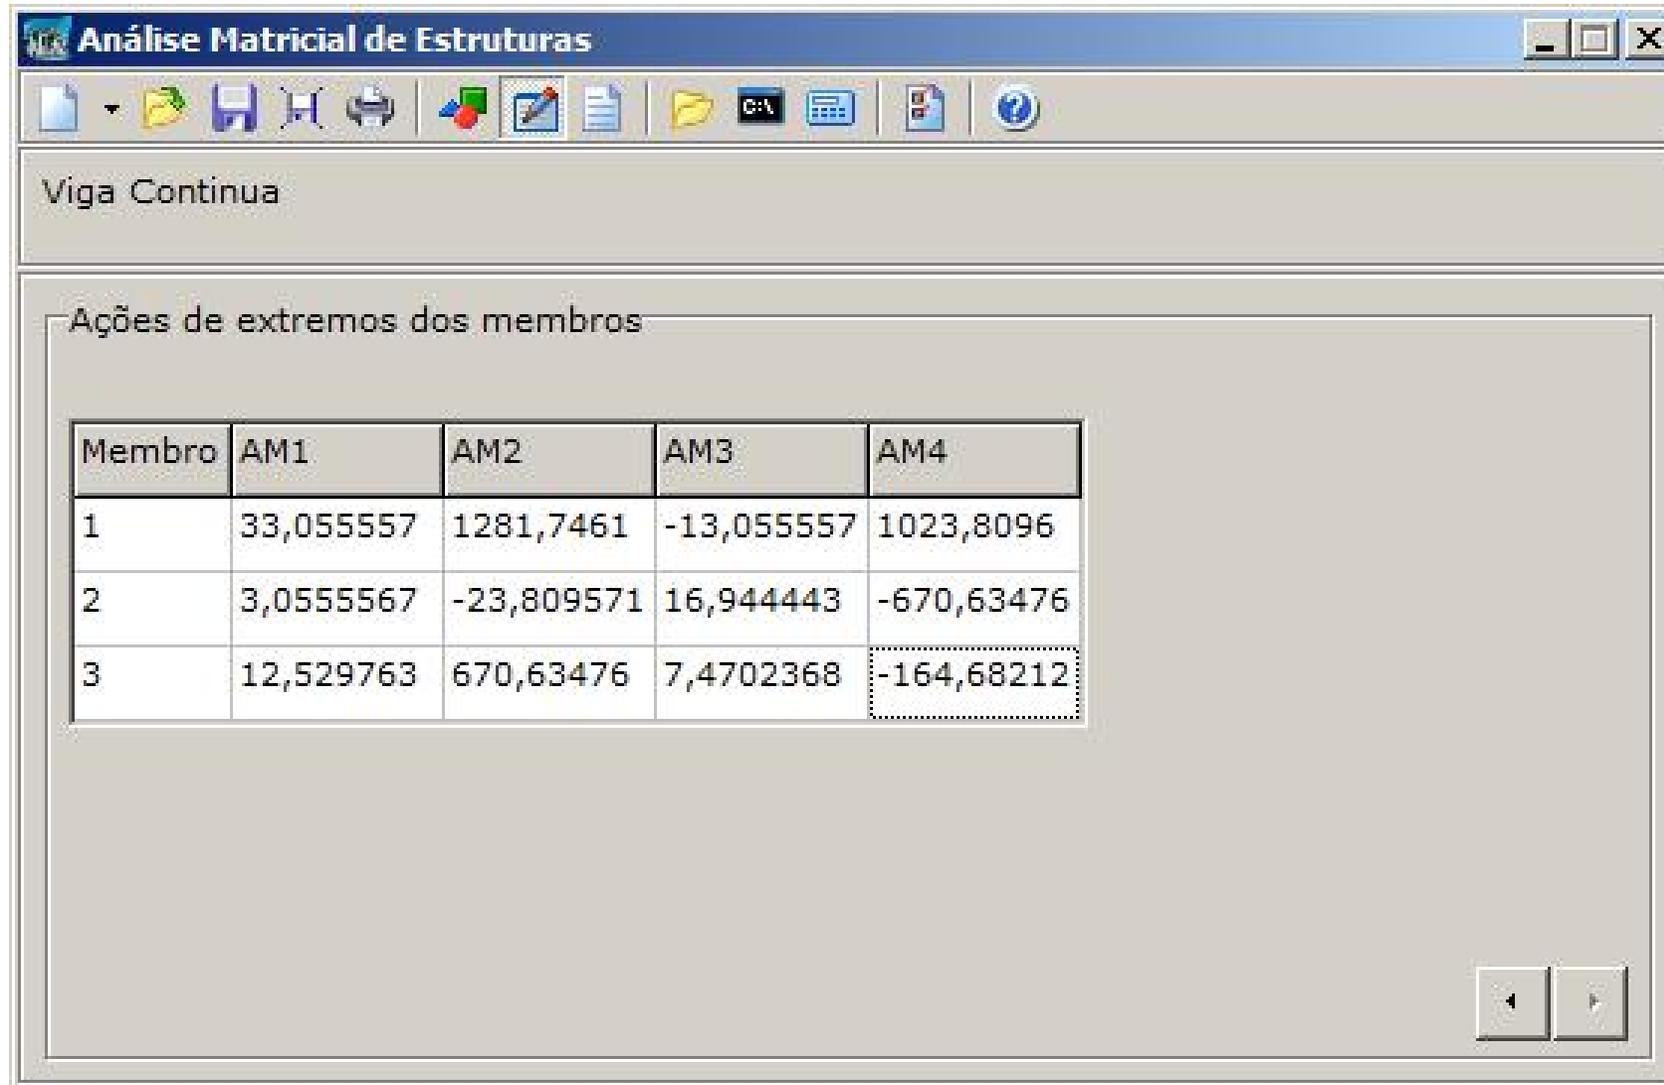 Análise Matricial de Estruturas
C:\
Viga Continua
Ações de extremos dos membros
Membro AM1 AM2 AM3 AM4
1 33,055557 1281,7461 -13,055557 1023,8096
2 3,0555567 -23,809571 16,944443 -670,63476
3 12,529763 670,63476 7,4702368 -164,68212